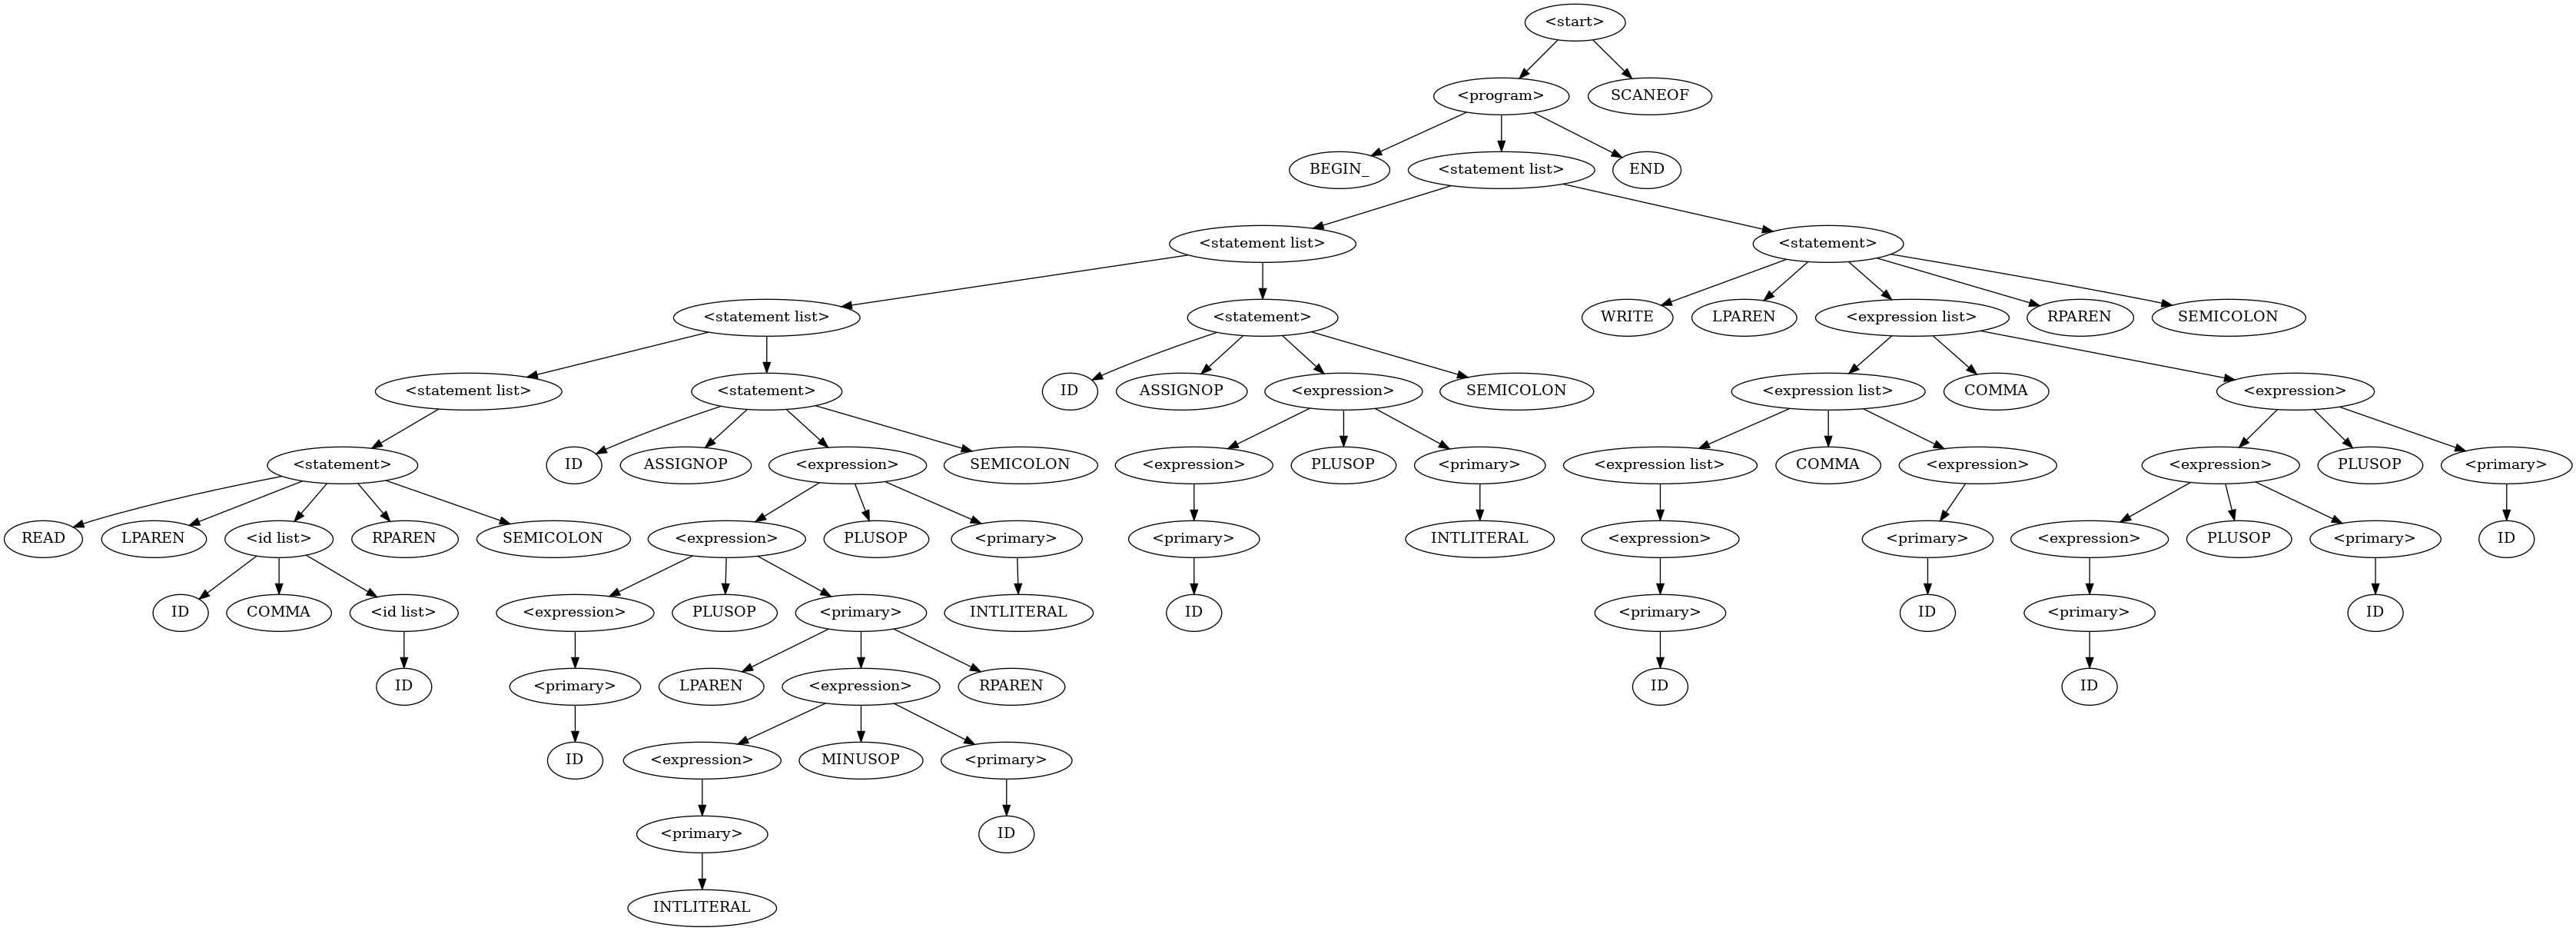 <start>
<program> SCANEOF
BEGIN_ <statement list> END
<statement list> <statement>
<statement list> <statement> WRITE LPAREN <expression list> RPAREN SEMICOLON
<statement list> <statement> ID ASSIGNOP <expression> SEMICOLON <expression list> COMMA <expression>
<statement> ID ASSIGNOP <expression> SEMICOLON <expression> PLUSOP <primary> <expression list> COMMA <expression> <expression> PLUSOP <primary>
READ LPAREN <id list> RPAREN SEMICOLON <expression> PLUSOP <primary> <primary> INTLITERAL <expression> <primary> <expression> PLUSOP <primary> ID
ID COMMA <id list> <expression> PLUSOP <primary> INTLITERAL ID <primary> ID <primary> ID
ID <primary> LPAREN <expression> RPAREN ID ID
ID <expression> MINUSOP <primary>
<primary> ID
INTLITERAL